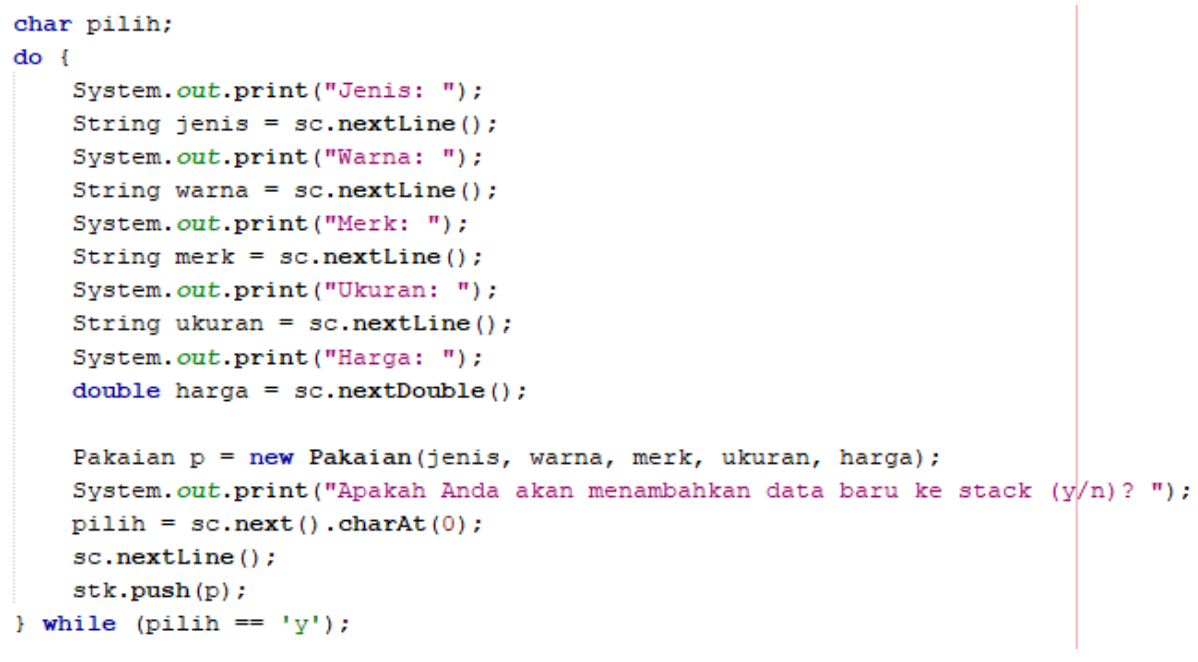 char pilih;
do {
    System.out.print("Jenis: ");
    String jenis = sc.nextLine();
    System.out.print("Warna: ");
    String warna = sc.nextLine();
    System.out.print("Merk: ");
    String merk = sc.nextLine();
    System.out.print("Ukuran: ");
    String ukuran = sc.nextLine();
    System.out.print("Harga: ");
    double harga = sc.nextDouble();

    Pakaian p = new Pakaian(jenis, warna, merk, ukuran, harga);
    System.out.print("Apakah Anda akan menambahkan data baru ke stack (y/n)? ");
    pilih = sc.next().charAt(0);
    sc.nextLine();
    stk.push(p);
} while (pilih == 'y');